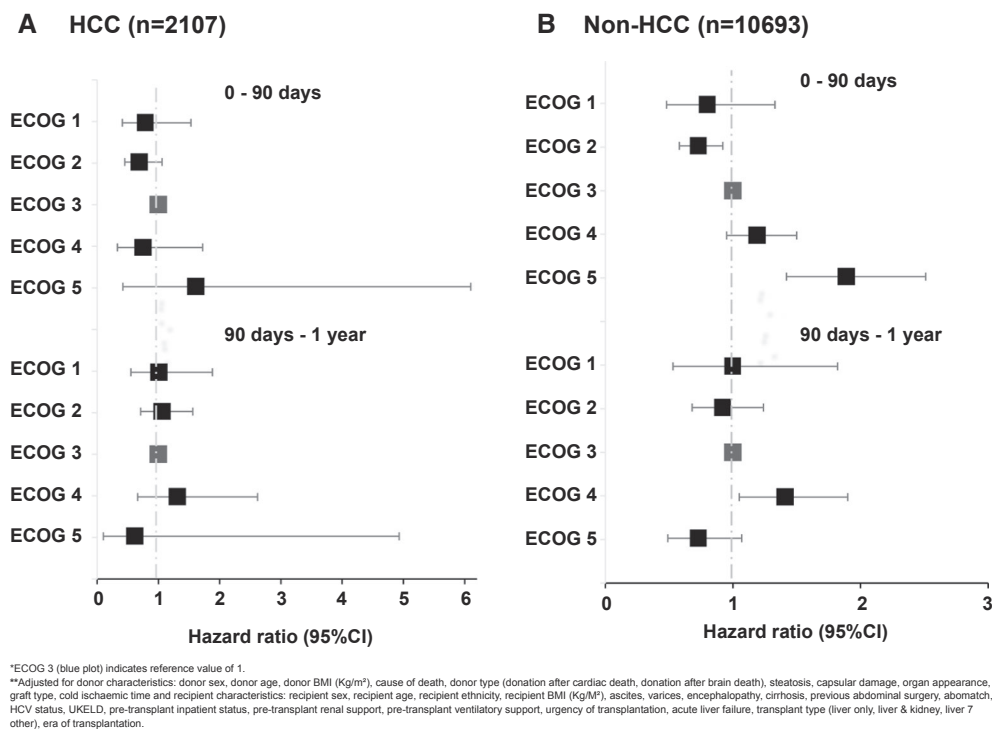 A HCC (n=2107)
0 - 90 days
ECOG 1
ECOG 2
ECOG 3
ECOG 4
ECOG 5
90 days - 1 year
ECOG 1
ECOG 2
ECOG 3
ECOG 4
ECOG 5
0 1 2 3 4 5 6
Hazard ratio (95%CI)
B Non-HCC (n=10693)
0 - 90 days
ECOG 1
ECOG 2
ECOG 3
ECOG 4
ECOG 5
90 days - 1 year
ECOG 1
ECOG 2
ECOG 3
ECOG 4
ECOG 5
0 1 2 3
Hazard ratio (95%CI)
*ECOG 3 (blue plot) indicates reference value of 1.
**Adjusted for donor characteristics: donor sex, donor age, donor BMI (Kg/m²), cause of death, donor type (donation after cardiac death, donation after brain death), steatosis, capsular damage, organ appearance,
graft type, cold ischaemic time and recipient characteristics: recipient sex, recipient age, recipient ethnicity, recipient BMI (Kg/M²), ascites, varices, encephalopathy, cirrhosis, previous abdominal surgery, abomatch,
HCV status, UKELD, pre-transplant inpatient status, pre-transplant renal support, pre-transplant ventilatory support, urgency of transplantation, acute liver failure, transplant type (liver only, liver & kidney, liver 7
other), era of transplantation.